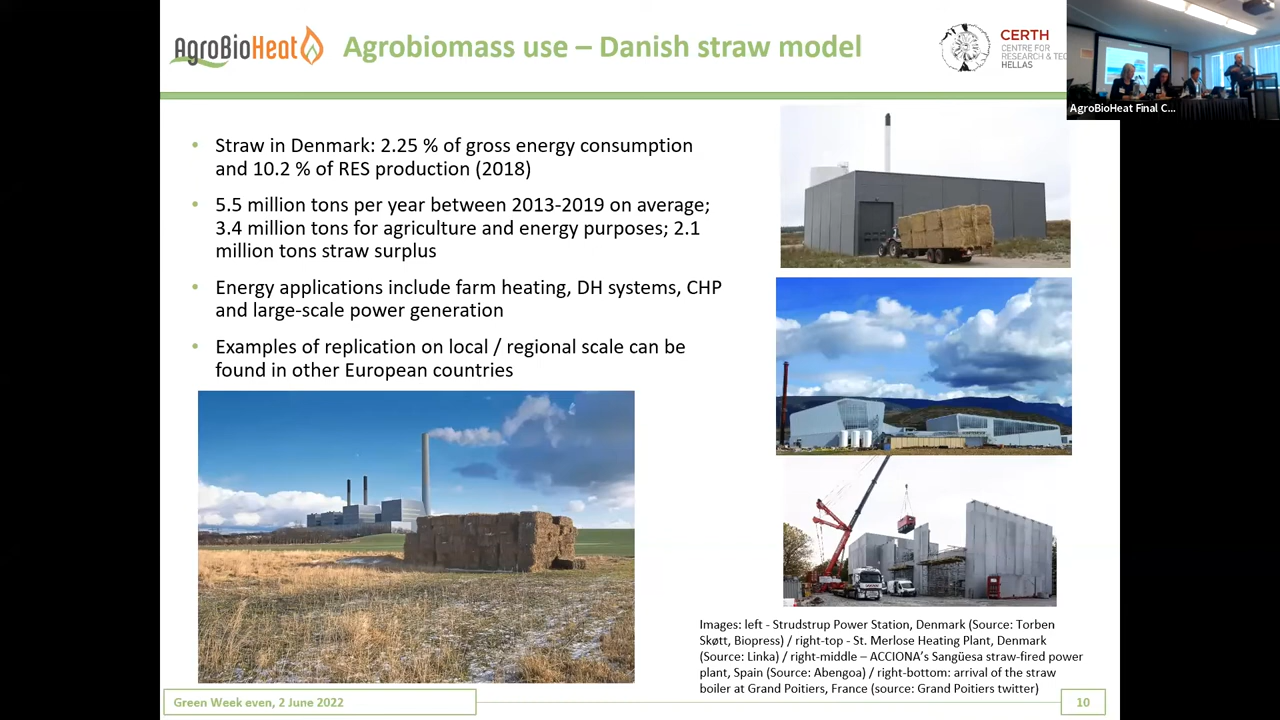 AgroBioHeat
Agrobiomass use – Danish straw model
CERTH
CENTRE FOR
RESEARCH & TEC
HELLAS
AgroBioHeat Final C...
• Straw in Denmark: 2.25 % of gross energy consumption
and 10.2 % of RES production (2018)
• 5.5 million tons per year between 2013-2019 on average;
3.4 million tons for agriculture and energy purposes; 2.1
million tons straw surplus
• Energy applications include farm heating, DH systems, CHP
and large-scale power generation
• Examples of replication on local / regional scale can be
found in other European countries
Images: left - Strudstrup Power Station, Denmark (Source: Torben
Skøtt, Biopress) / right-top - St. Merlose Heating Plant, Denmark
(Source: Linka) / right-middle – ACCIONA's Sangüesa straw-fired power
plant, Spain (Source: Abengoa) / right-bottom: arrival of the straw
boiler at Grand Poitiers, France (source: Grand Poitiers twitter)
Green Week even, 2 June 2022
10